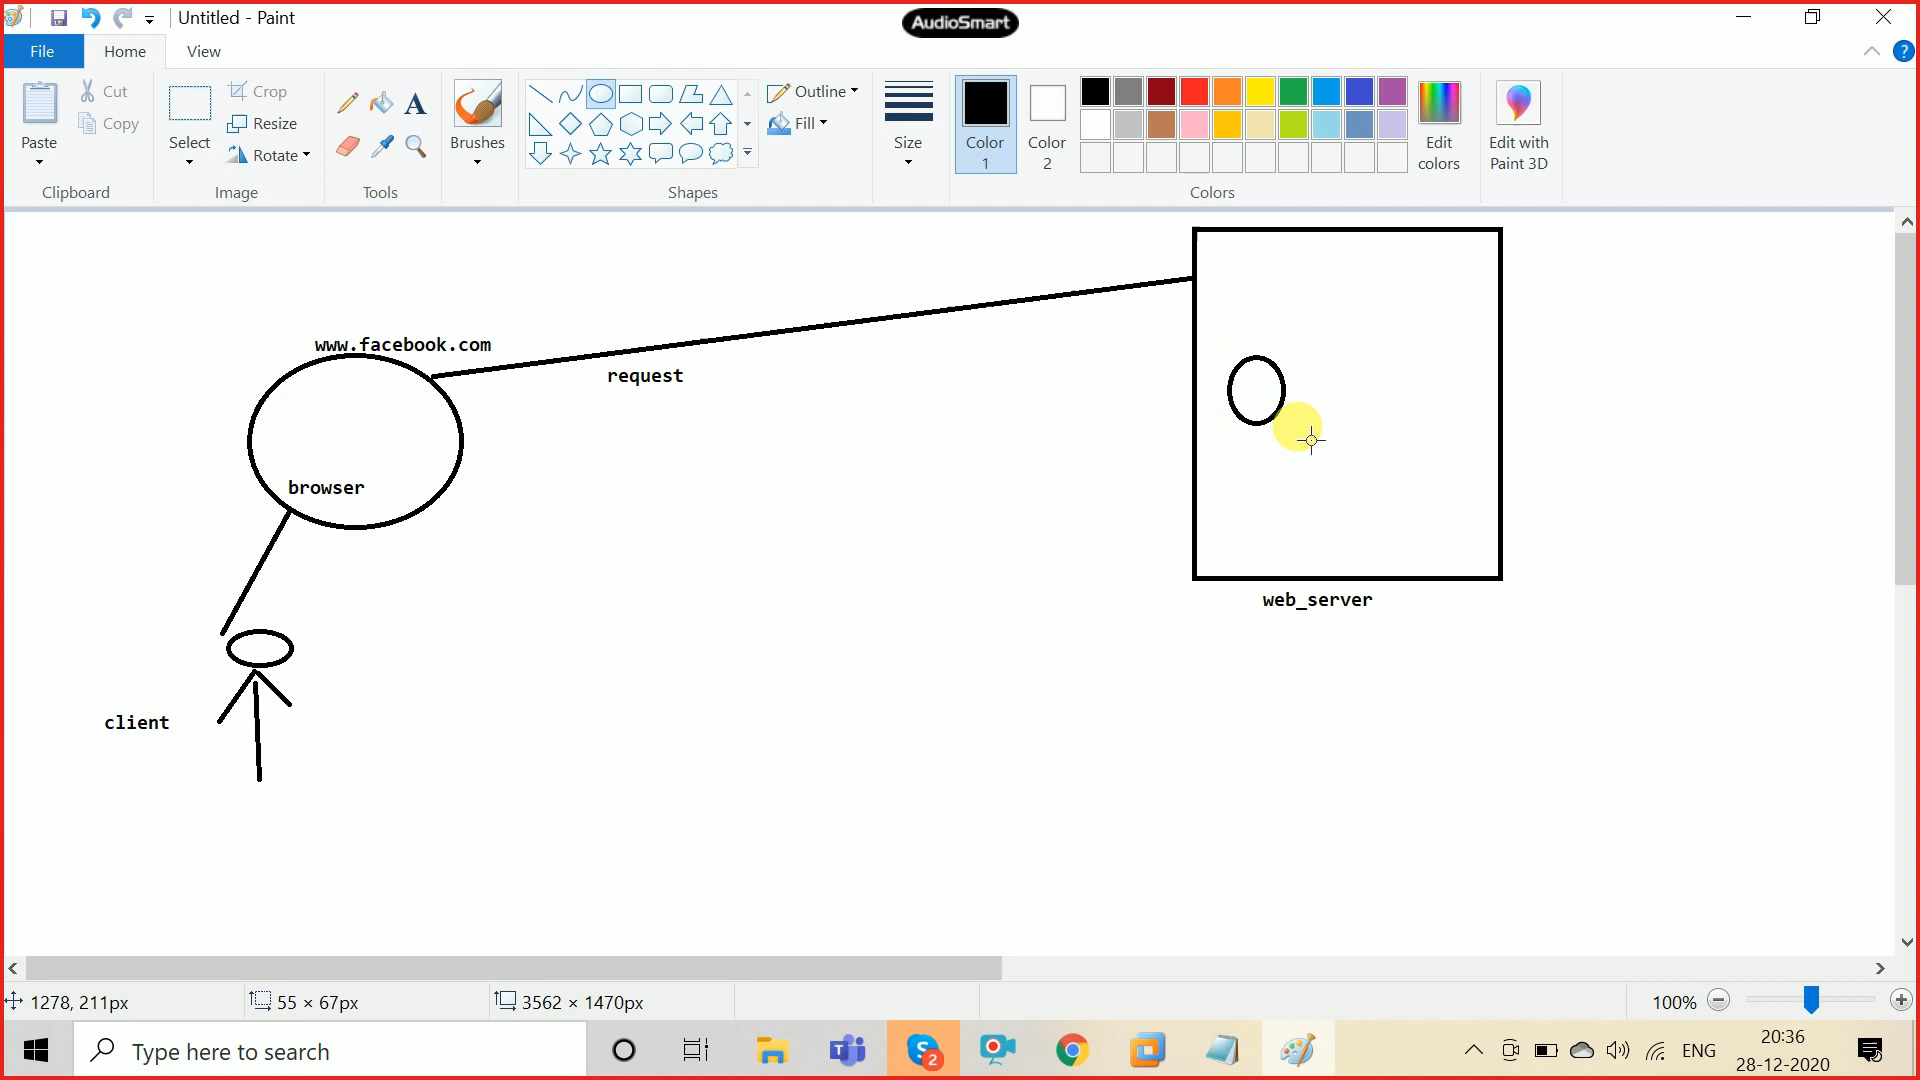 Untitled - Paint
AudioSmart
File
Home
View
?
Paste
Cut
Copy
Clipboard
Select
Crop
Resize
Rotate
Image
A
Tools
Brushes
Shapes
Outline
Fill
Size
Color
1
Color
2
Colors
Edit
colors
Edit with
Paint 3D
www.facebook.com
request
browser
web_server
client
1278, 211px
55 × 67px
3562 × 1470px
100%
Type here to search
S
2
ENG
20:36
28-12-2020